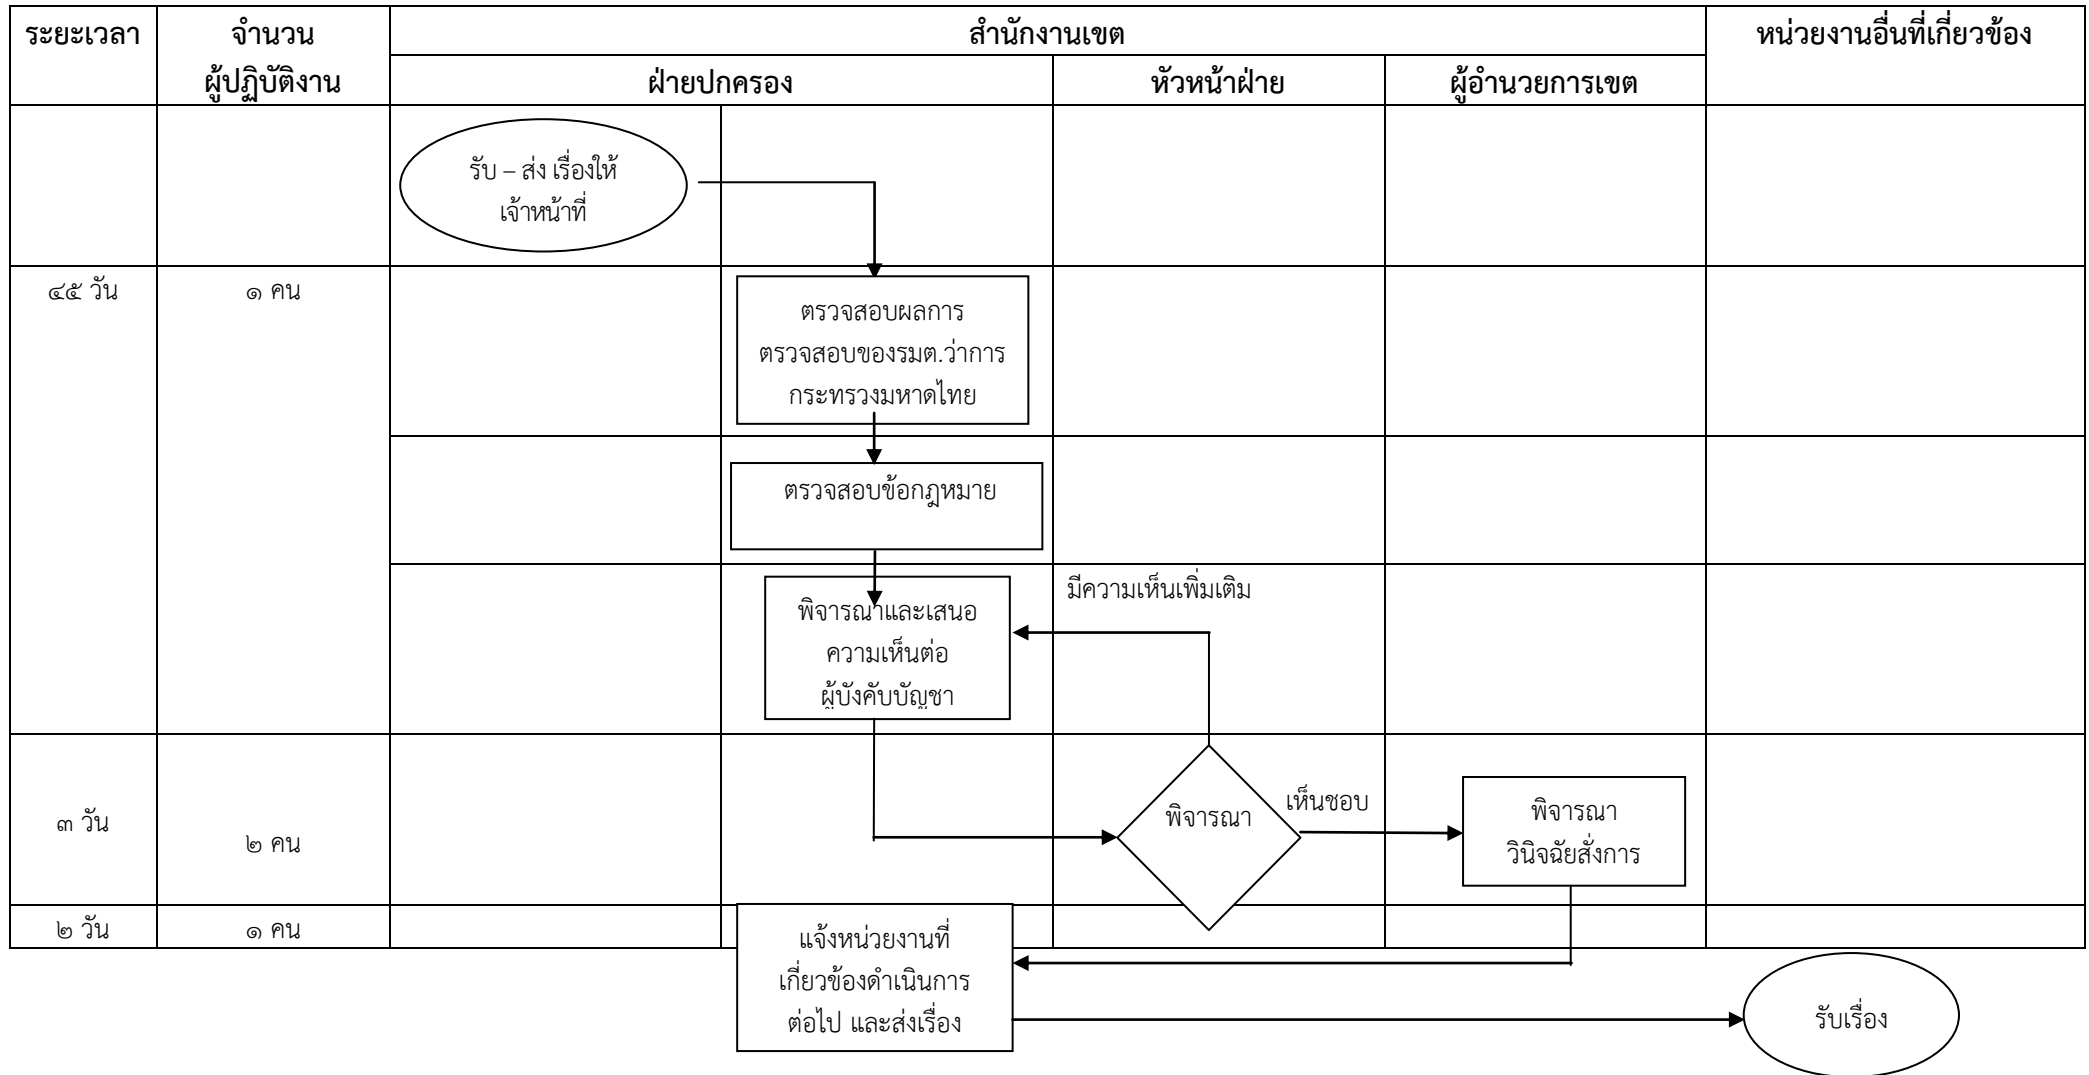 ระยะเวลา
จำนวน
ผู้ปฏิบัติงาน
สำนักงานเขต
หน่วยงานอื่นที่เกี่ยวข้อง
ฝ่ายปกครอง
หัวหน้าฝ่าย
ผู้อำนวยการเขต
รับ – ส่ง เรื่องให้
เจ้าหน้าที่
๔๕ วัน
๑ คน
ตรวจสอบผลการ
ตรวจสอบของรมต.ว่าการ
กระทรวงมหาดไทย
ตรวจสอบข้อกฎหมาย
พิจารณาและเสนอ
ความเห็นต่อ
ผู้บังคับบัญชา
มีความเห็นเพิ่มเติม
๓ วัน
๒ คน
พิจารณา
เห็นชอบ
พิจารณา
วินิจฉัยสั่งการ
๒ วัน
๑ คน
แจ้งหน่วยงานที่
เกี่ยวข้องดำเนินการ
ต่อไป และส่งเรื่อง
รับเรื่อง